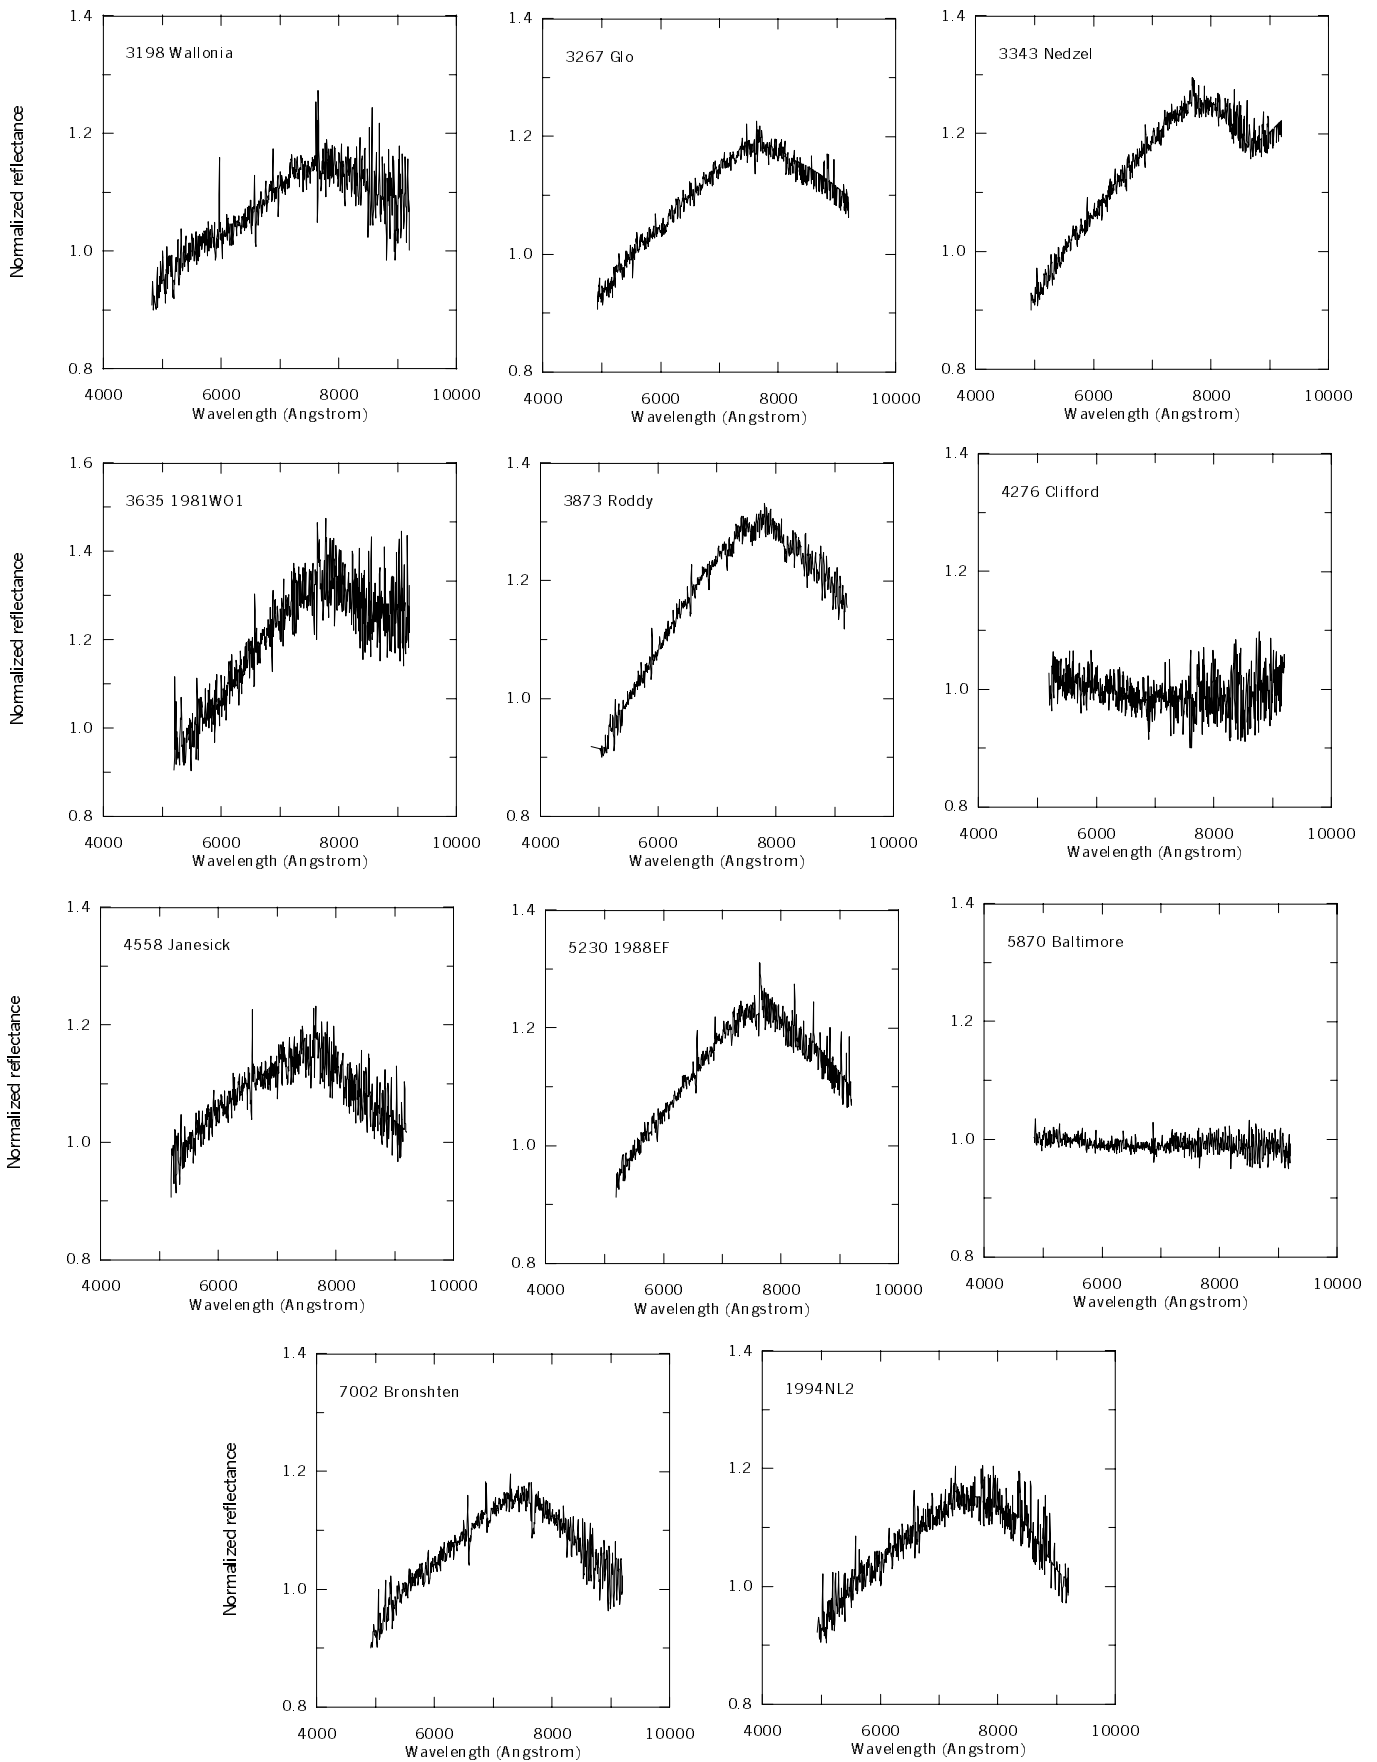 1.4
1.2
1.0
0.8
4000 6000 8000 10000
Wavelength (Angstrom)
Normalized reflectance
3198 Wallonia
1.4
1.2
1.0
0.8
4000 6000 8000 10000
Wavelength (Angstrom)
3267 Glo
1.4
1.2
1.0
0.8
4000 6000 8000 10000
Wavelength (Angstrom)
3343 Nedzel
1.6
1.4
1.2
1.0
0.8
4000 6000 8000 10000
Wavelength (Angstrom)
Normalized reflectance
3635 1981WO1
1.4
1.2
1.0
0.8
4000 6000 8000 10000
Wavelength (Angstrom)
3873 Roddy
1.4
1.2
1.0
0.8
4000 6000 8000 10000
Wavelength (Angstrom)
4276 Clifford
1.4
1.2
1.0
0.8
4000 6000 8000 10000
Wavelength (Angstrom)
Normalized reflectance
4558 Janesick
1.4
1.2
1.0
0.8
4000 6000 8000 10000
Wavelength (Angstrom)
5230 1988EF
1.4
1.2
1.0
0.8
4000 6000 8000 10000
Wavelength (Angstrom)
5870 Baltimore
1.4
1.2
1.0
0.8
4000 6000 8000 10000
Wavelength (Angstrom)
Normalized reflectance
7002 Bronshten
1.4
1.2
1.0
0.8
4000 6000 8000 10000
Wavelength (Angstrom)
1994NL2